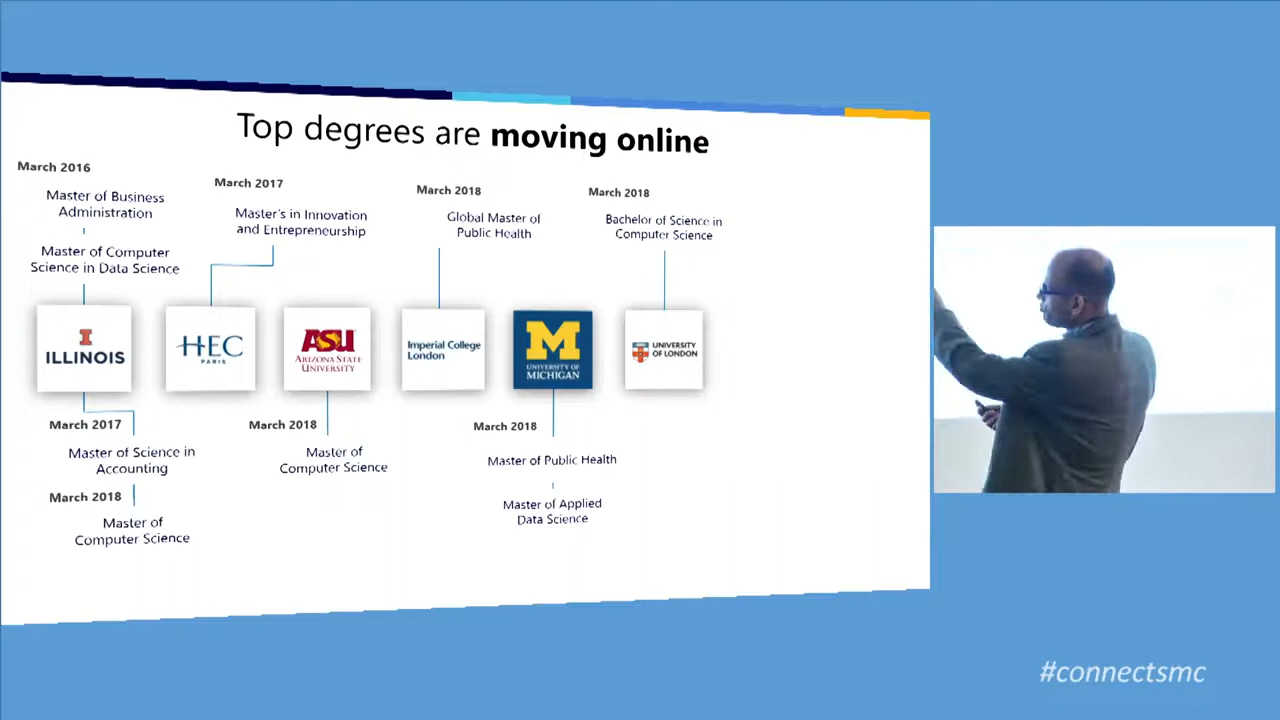 Top degrees are moving online
March 2016
Master of Business
Administration
Master of Computer
Science in Data Science
March 2017
Master's in Innovation
and Entrepreneurship
March 2018
Global Master of
Public Health
March 2018
Bachelor of Science in
Computer Science
I
ILLINOIS
HEC
PARIS
ASU
ARIZONA STATE
UNIVERSITY
Imperial College
London
M
UNIVERSITY OF
MICHIGAN
UNIVERSITY
OF LONDON
March 2017
Master of Science in
Accounting
March 2018
Master of
Computer Science
March 2018
Master of
Computer Science
March 2018
Master of Public Health
Master of Applied
Data Science
#connectsmc